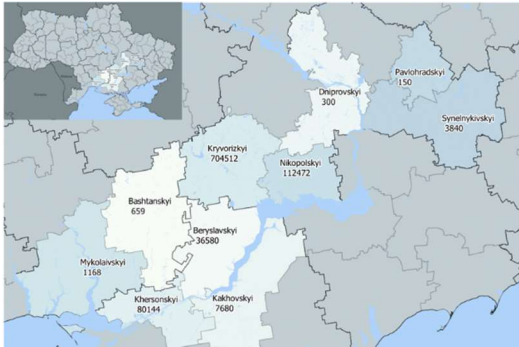 Pavlohradskyi
150
Dniprovskyi
300
Synelnykivskyi
3840
Kryvorizkyi
704512
Nikopolskyi
112472
Bashtanskyi
659
Beryslavskyi
36580
Mykolaivskyi
1168
Khersonskyi
80144
Kakhovskyi
7680